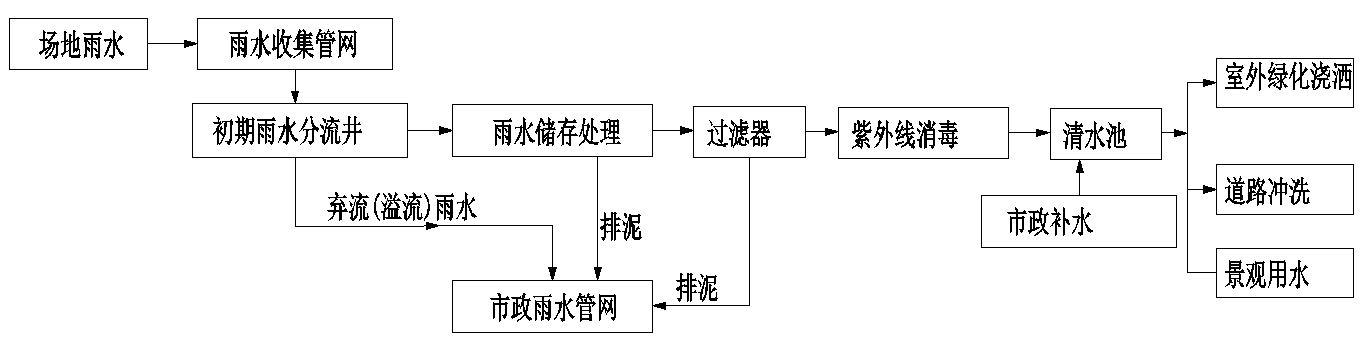 场地雨水
雨水收集管网
初期雨水分流井
雨水储存处理
过滤器
紫外线消毒
清水池
室外绿化浇洒
道路冲洗
景观用水
市政补水
弃流(溢流)雨水
排泥
排泥
市政雨水管网